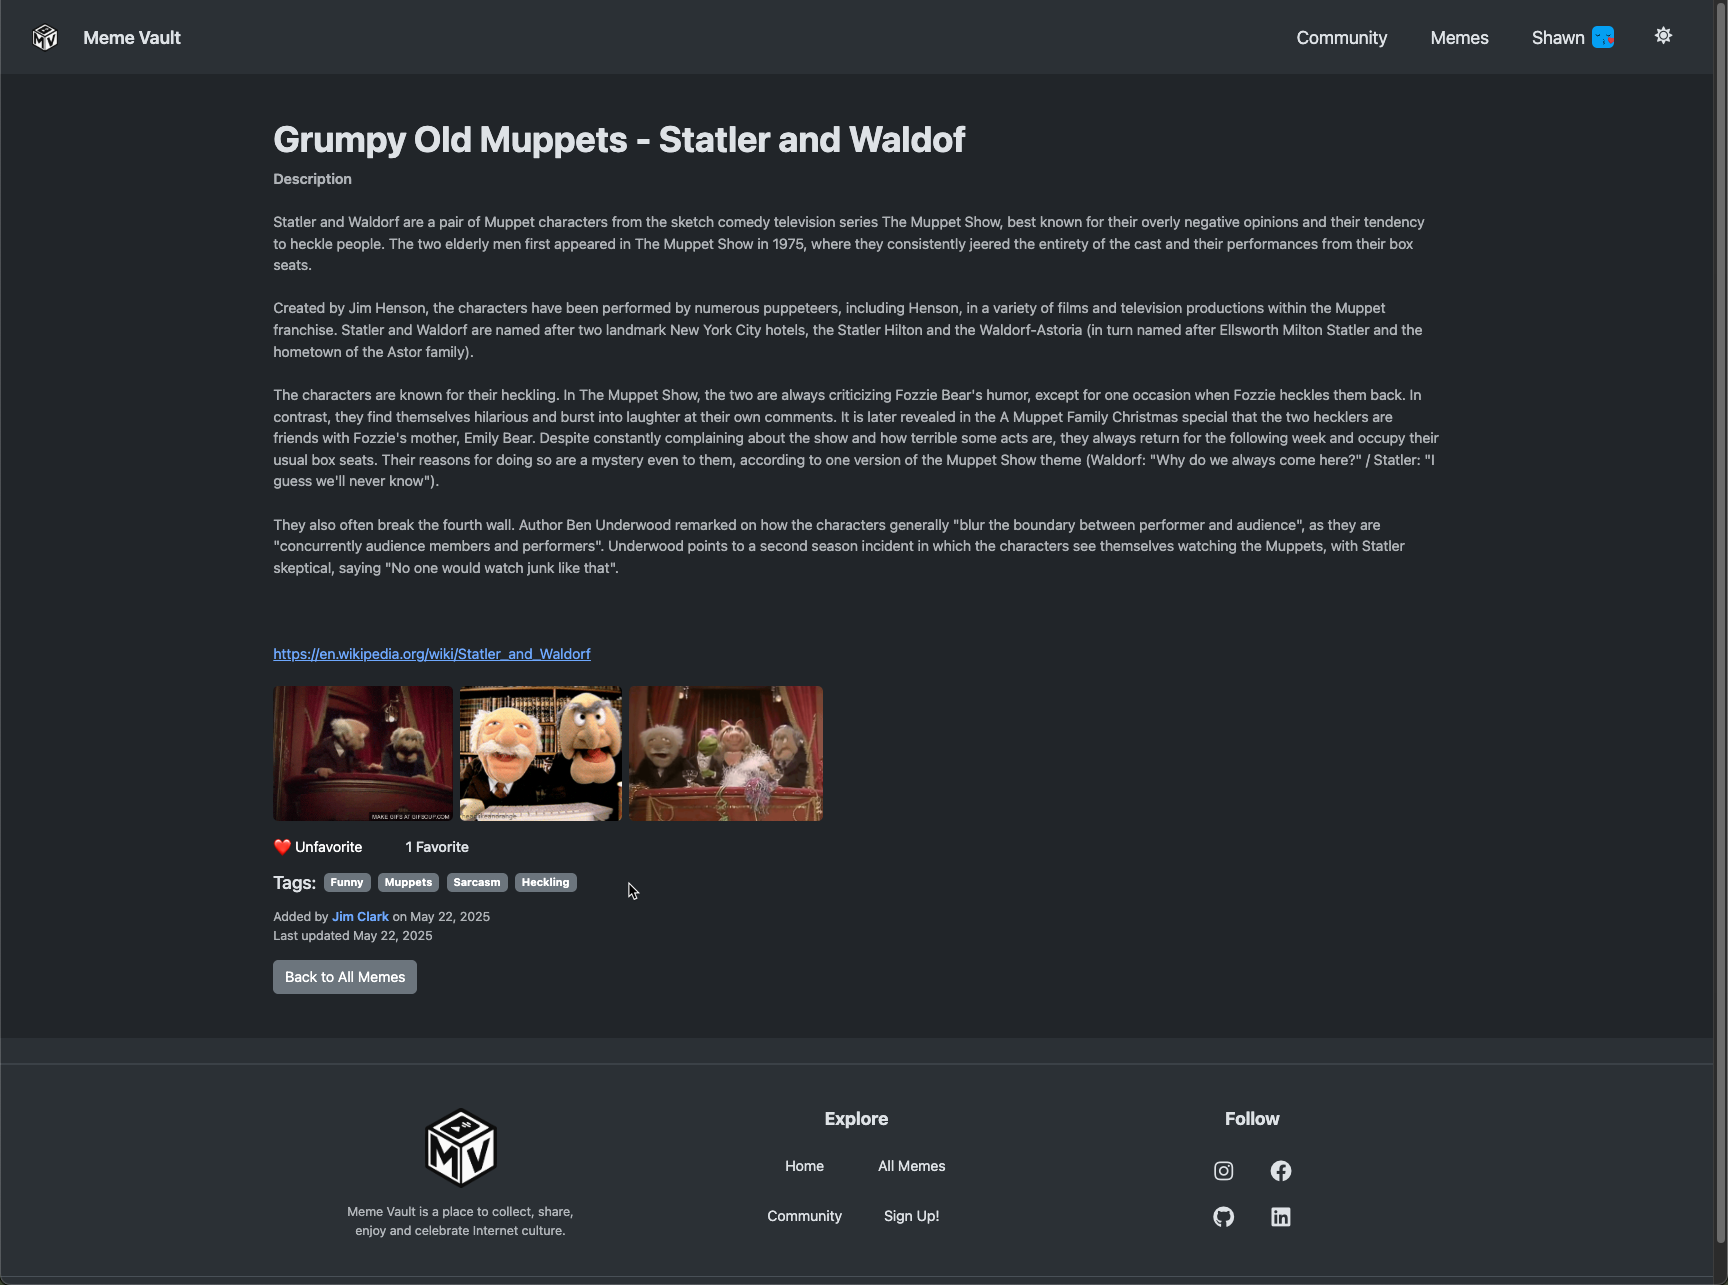 Meme Vault
Community
Memes
Shawn
Grumpy Old Muppets - Statler and Waldof
Description
Statler and Waldorf are a pair of Muppet characters from the sketch comedy television series The Muppet Show, best known for their overly negative opinions and their tendency
to heckle people. The two elderly men first appeared in The Muppet Show in 1975, where they consistently jeered the entirety of the cast and their performances from their box
seats.
Created by Jim Henson, the characters have been performed by numerous puppeteers, including Henson, in a variety of films and television productions within the Muppet
franchise. Statler and Waldorf are named after two landmark New York City hotels, the Statler Hilton and the Waldorf-Astoria (in turn named after Ellsworth Milton Statler and the
hometown of the Astor family).
The characters are known for their heckling. In The Muppet Show, the two are always criticizing Fozzie Bear's humor, except for one occasion when Fozzie heckles them back. In
contrast, they find themselves hilarious and burst into laughter at their own comments. It is later revealed in the A Muppet Family Christmas special that the two hecklers are
friends with Fozzie's mother, Emily Bear. Despite constantly complaining about the show and how terrible some acts are, they always return for the following week and occupy their
usual box seats. Their reasons for doing so are a mystery even to them, according to one version of the Muppet Show theme (Waldorf: "Why do we always come here?" / Statler: "I
guess we'll never know").
They also often break the fourth wall. Author Ben Underwood remarked on how the characters generally "blur the boundary between performer and audience", as they are
"concurrently audience members and performers". Underwood points to a second season incident in which the characters see themselves watching the Muppets, with Statler
skeptical, saying "No one would watch junk like that".
https://en.wikipedia.org/wiki/Statler_and_Waldorf
MAKE GIFS AT GIFSOUP.COM
Unfavorite
1 Favorite
Tags: Funny Muppets Sarcasm Heckling
Added by Jim Clark on May 22, 2025
Last updated May 22, 2025
Back to All Memes
MV
Meme Vault is a place to collect, share,
enjoy and celebrate Internet culture.
Explore
Home
All Memes
Community
Sign Up!
Follow